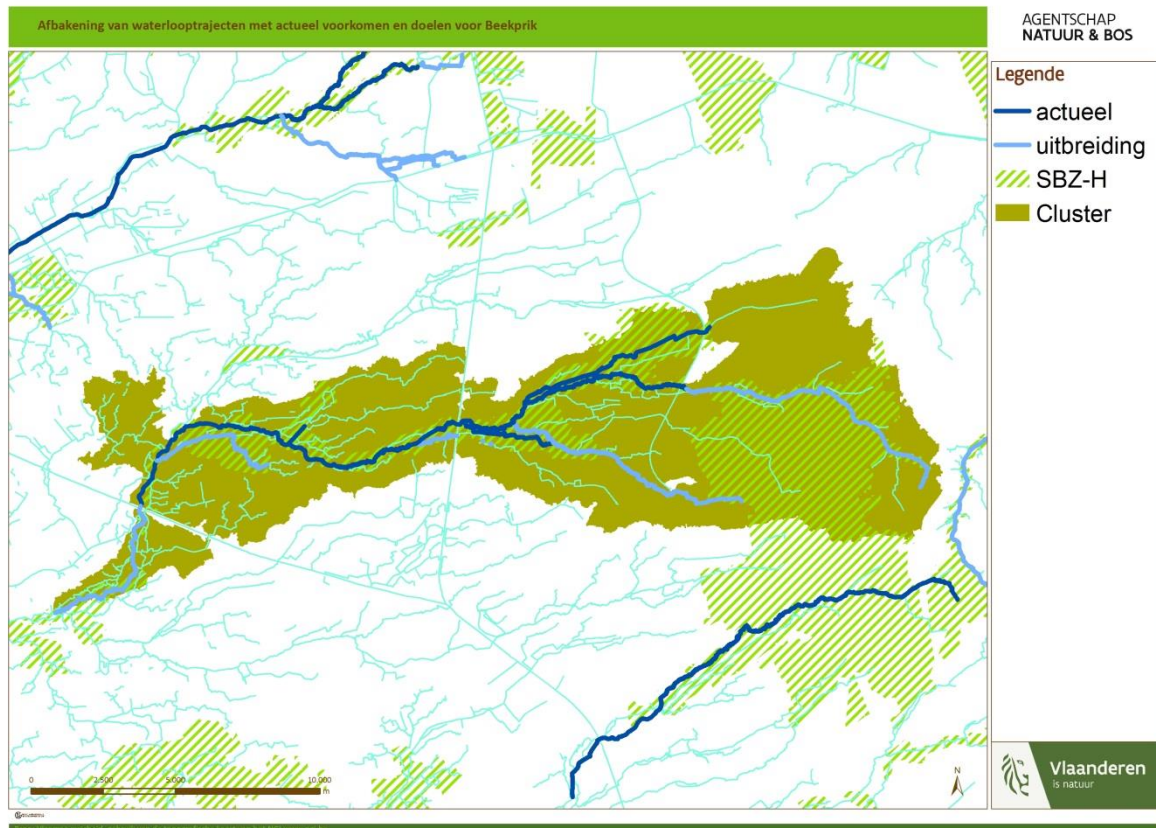 Afbakening van waterlooptrajecten met actueel voorkomen en doelen voor Beekprik
AGENTSCHAP
NATUUR & BOS
Legende
actueel
uitbreiding
SBZ-H
Cluster
0 2.500 5.000 10.000
m
N
Vlaanderen
is natuur